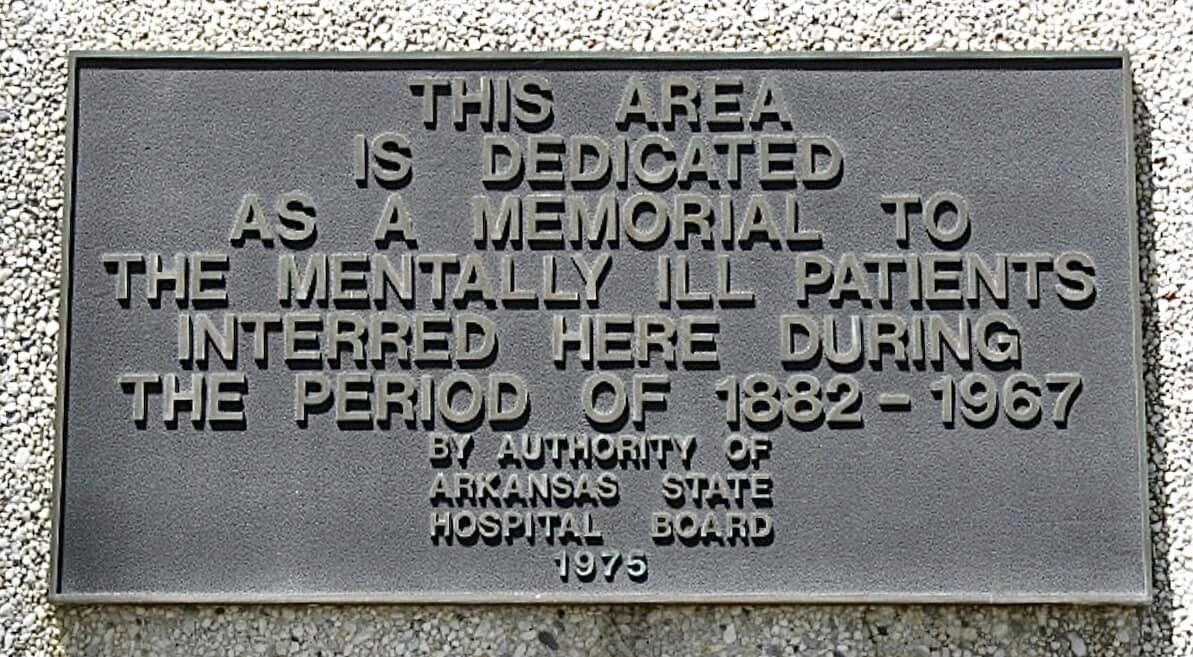 THIS AREA
IS DEDICATED
AS A MEMORIAL TO
THE MENTALLY ILL PATIENTS
INTERRED HERE DURING
THE PERIOD OF 1882-1967
BY AUTHORITY OF
ARKANSAS STATE
HOSPITAL BOARD
1975